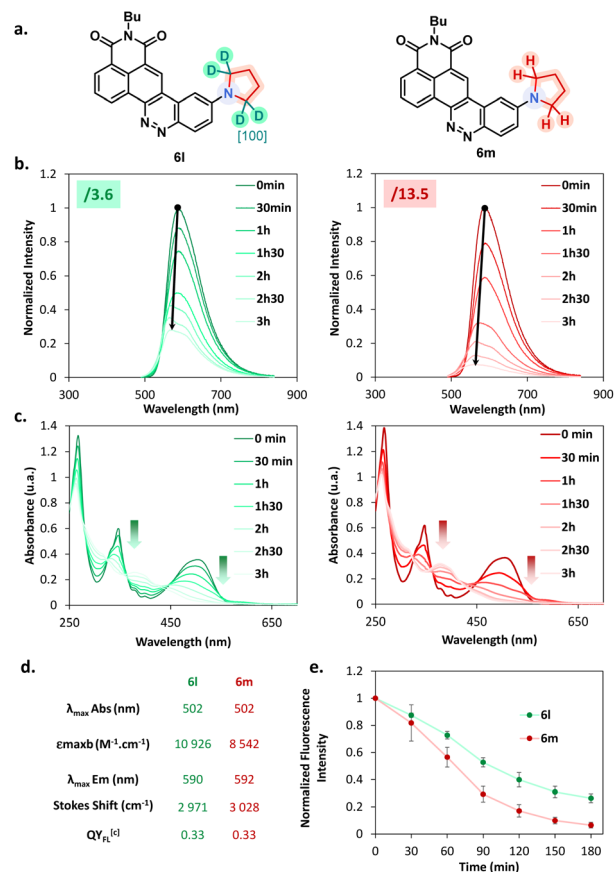 a.
Bu
N
O
O
D
D
N
D
D
[100]
N
N
6l
Bu
N
O
O
H
H
N
H
H
N
N
6m
b.
/3.6
0min
30min
1h
1h30
2h
2h30
3h
Normalized Intensity
1.2
1
0.8
0.6
0.4
0.2
0
300 500 700 900
Wavelength (nm)
/13.5
0min
30min
1h
1h30
2h
2h30
3h
Normalized Intensity
1.2
1
0.8
0.6
0.4
0.2
0
300 500 700 900
Wavelength (nm)
c.
0 min
30 min
1h
1h30
2h
2h30
3h
Absorbance (u.a.)
1.4
1.2
1
0.8
0.6
0.4
0.2
0
250 450 650
Wavelength (nm)
0 min
30 min
1h
1h30
2h
2h30
3h
Absorbance (u.a.)
1.4
1.2
1
0.8
0.6
0.4
0.2
0
250 450 650
Wavelength (nm)
d.
6l 6m
λmax Abs (nm) 502 502
εmaxb (M-1.cm-1) 10 926 8 542
λmax Em (nm) 590 592
Stokes Shift (cm-1) 2 971 3 028
QYFL[c] 0.33 0.33
e.
Normalized Fluorescence
Intensity
1.2
1
0.8
0.6
0.4
0.2
0
6l
6m
0 30 60 90 120 150 180
Time (min)